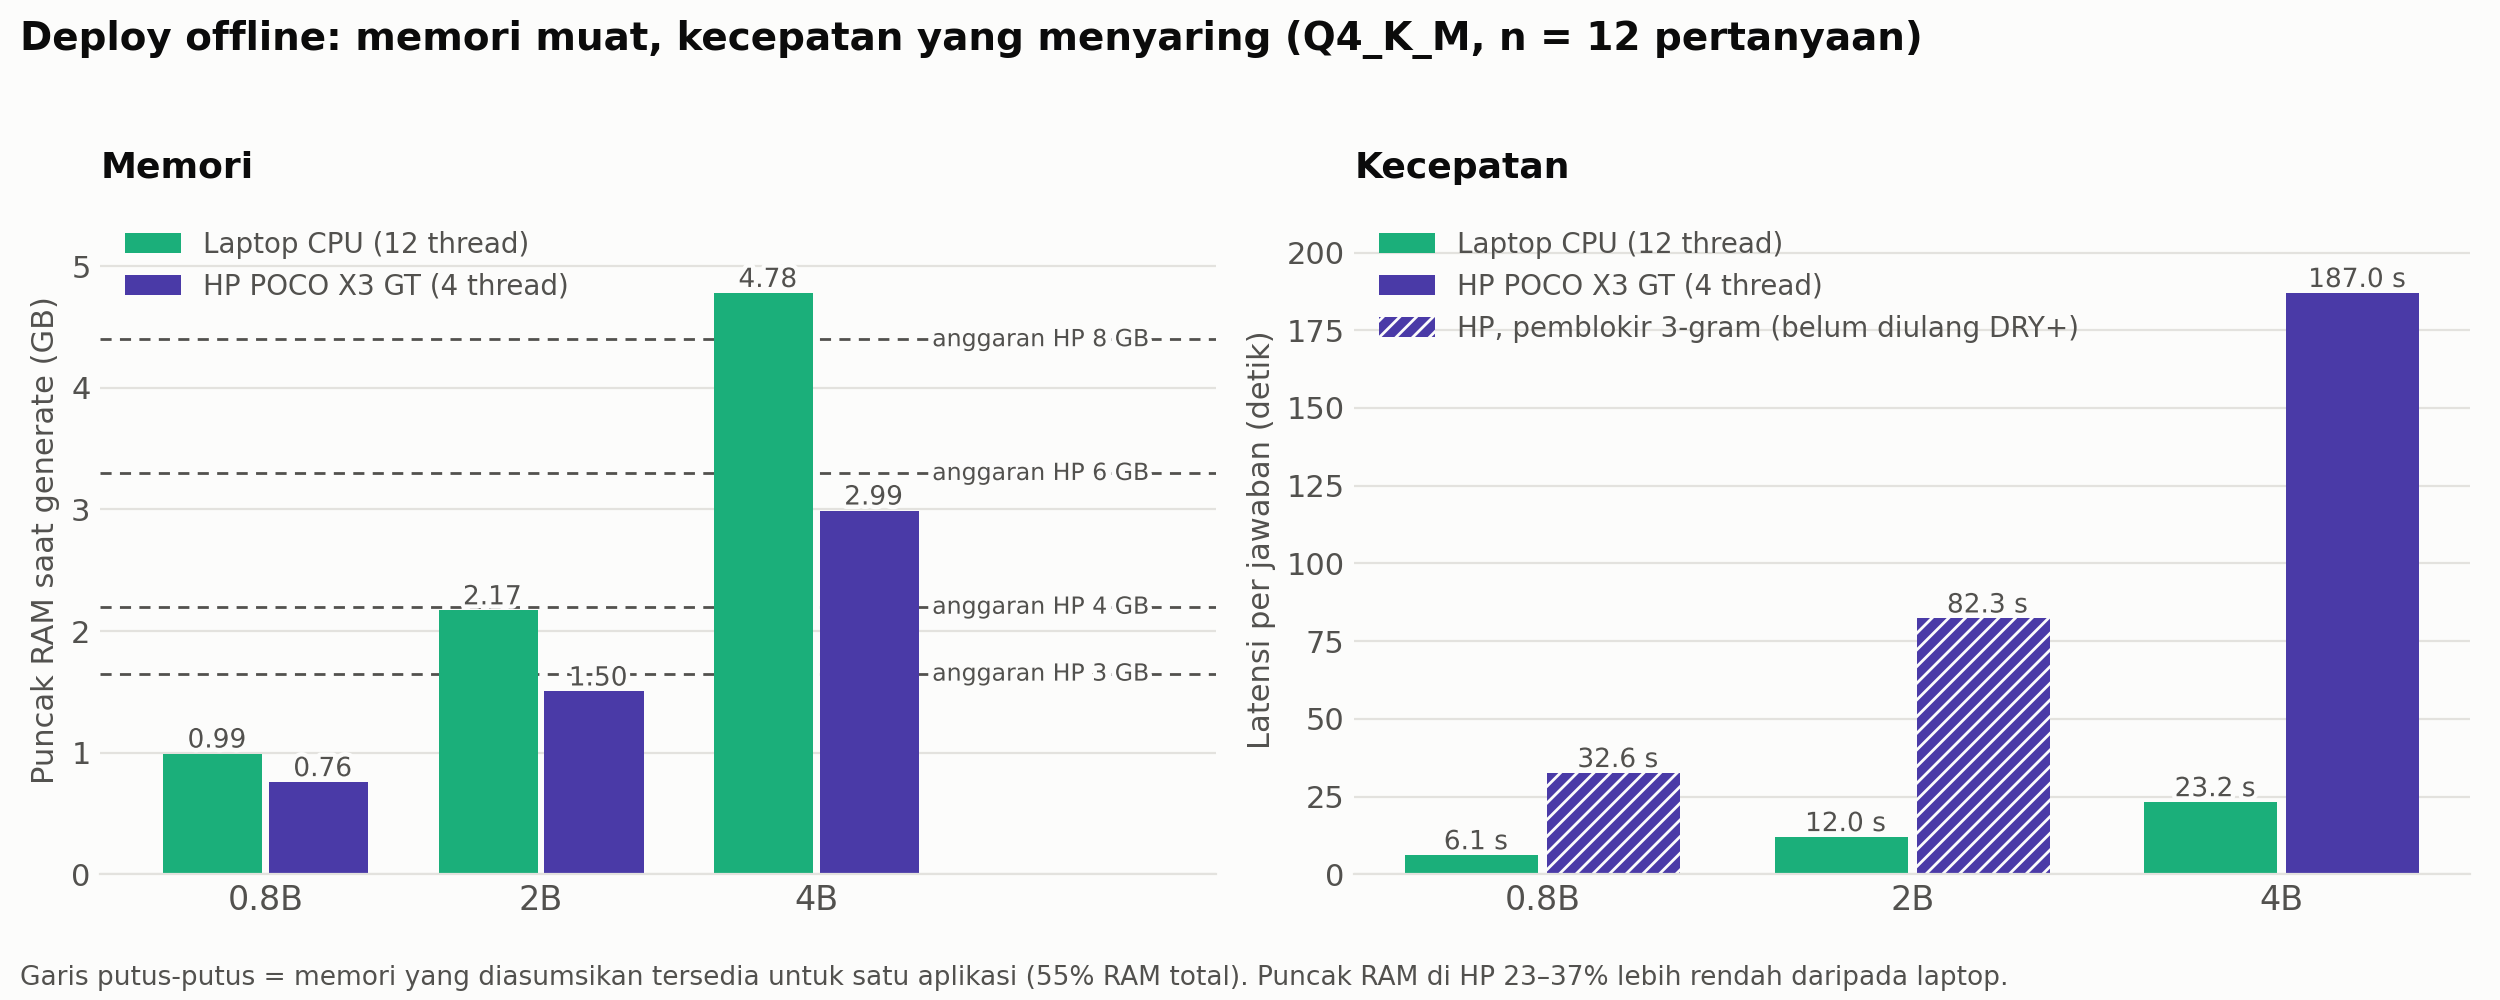 Deploy offline: memori muat, kecepatan yang menyaring (Q4_K_M, n = 12 pertanyaan)
Memori
Laptop CPU (12 thread)
HP POCO X3 GT (4 thread)
Puncak RAM saat generate (GB)
5
4
3
2
1
0
4.78
anggaran HP 8 GB
anggaran HP 6 GB
2.99
2.17
anggaran HP 4 GB
1.50
anggaran HP 3 GB
0.99
0.76
0.8B
2B
4B
Kecepatan
Laptop CPU (12 thread)
HP POCO X3 GT (4 thread)
HP, pemblokir 3-gram (belum diulang DRY+)
Latensi per jawaban (detik)
200
175
150
125
100
75
50
25
0
187.0 s
82.3 s
32.6 s
23.2 s
12.0 s
6.1 s
0.8B
2B
4B
Garis putus-putus = memori yang diasumsikan tersedia untuk satu aplikasi (55% RAM total). Puncak RAM di HP 23–37% lebih rendah daripada laptop.